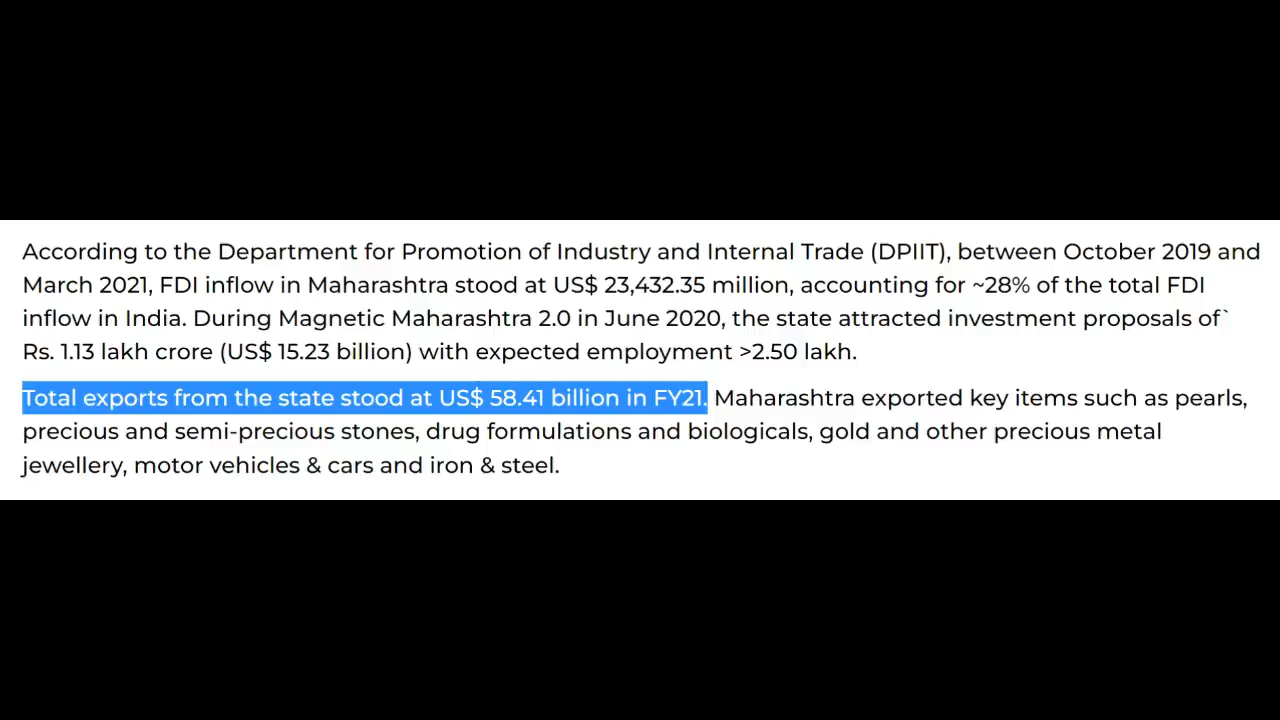 According to the Department for Promotion of Industry and Internal Trade (DPIIT), between October 2019 and
March 2021, FDI inflow in Maharashtra stood at US$ 23,432.35 million, accounting for ~28% of the total FDI
inflow in India. During Magnetic Maharashtra 2.0 in June 2020, the state attracted investment proposals of`
Rs. 1.13 lakh crore (US$ 15.23 billion) with expected employment >2.50 lakh.
Total exports from the state stood at US$ 58.41 billion in FY21. Maharashtra exported key items such as pearls,
precious and semi-precious stones, drug formulations and biologicals, gold and other precious metal
jewellery, motor vehicles & cars and iron & steel.